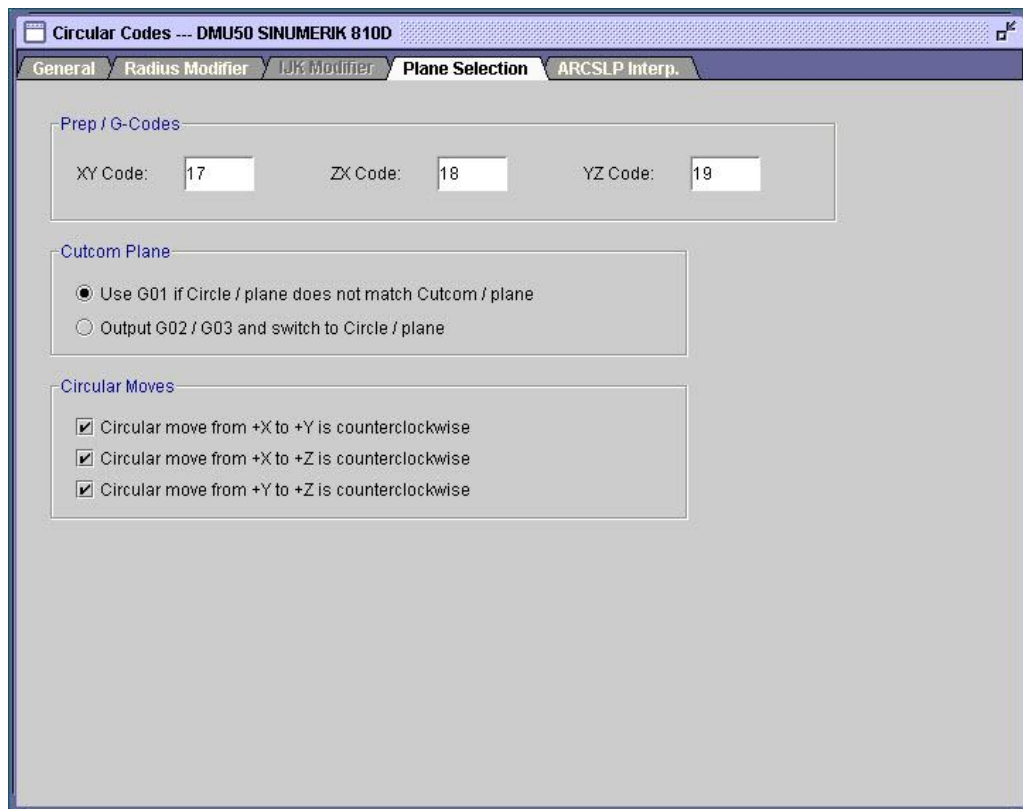 Circular Codes --- DMU50 SINUMERIK 810D
General Radius Modifier IJK Modifier Plane Selection ARCSLP Interp.
Prep / G-Codes
XY Code: 17 ZX Code: 18 YZ Code: 19
Cutcom Plane
Use G01 if Circle / plane does not match Cutcom / plane
Output G02 / G03 and switch to Circle / plane
Circular Moves
Circular move from +X to +Y is counterclockwise
Circular move from +X to +Z is counterclockwise
Circular move from +Y to +Z is counterclockwise